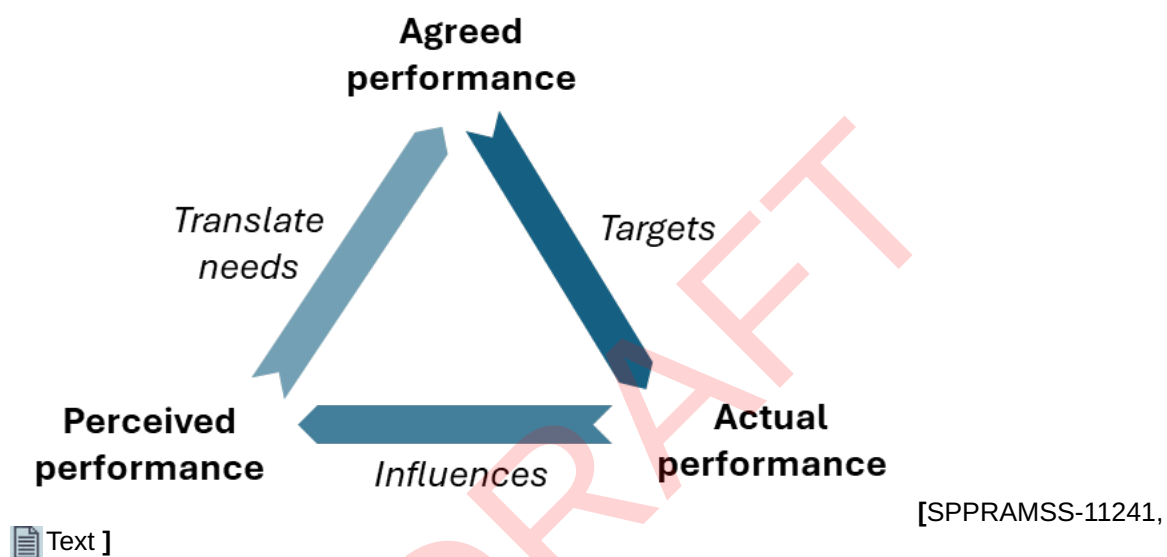 Agreed
performance
Translate
needs
Targets
Perceived
performance
Influences
Actual
performance
[SPPRAMSS-11241,
Text ]
DRAFT